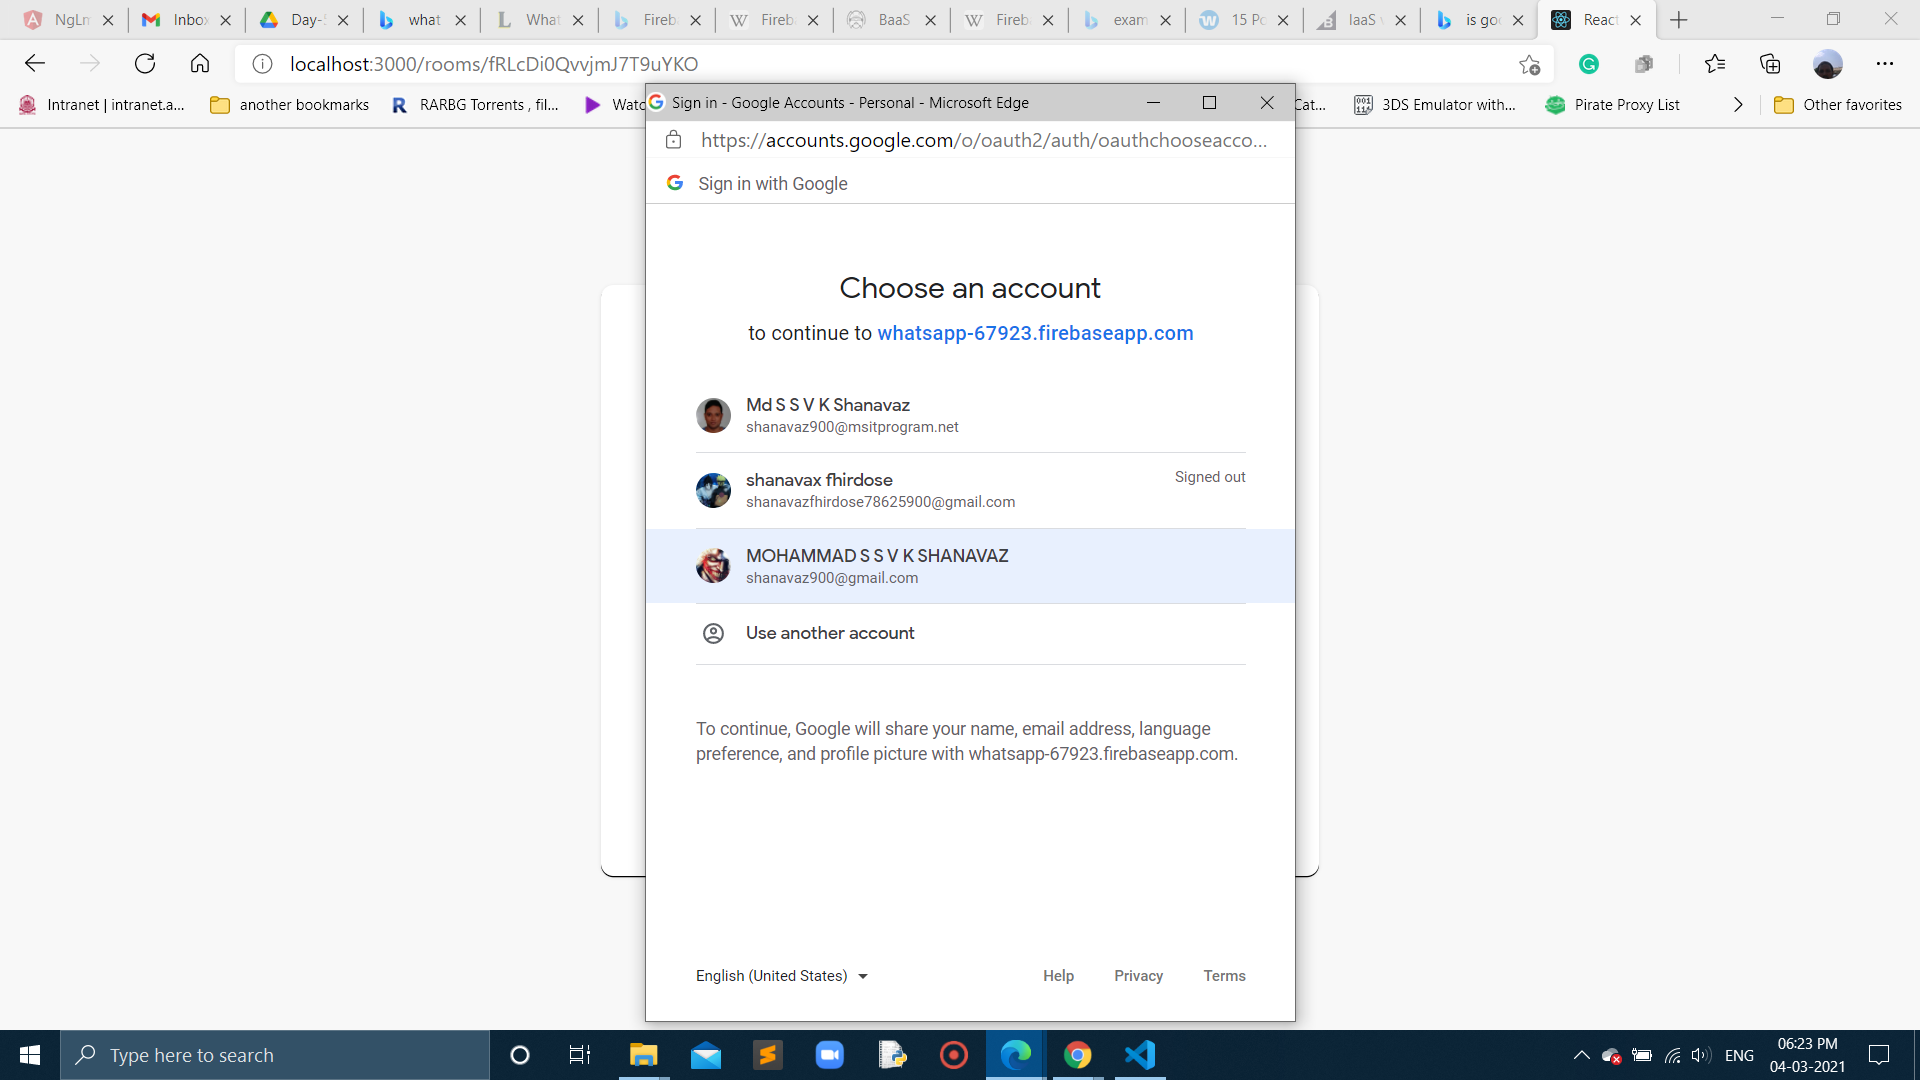 NgLm
Inbox
Day-5
what
What
Fireb
Fireb
BaaS
Fireb
exam
15 Po
IaaS v
is goo
React
localhost:3000/rooms/fRLcDi0QvvjmJ7T9uYKO
Intranet | intranet.a...
another bookmarks
RARBG Torrents , fil...
Watc
Cat...
3DS Emulator with...
Pirate Proxy List
Other favorites
Sign in - Google Accounts - Personal - Microsoft Edge
https://accounts.google.com/o/oauth2/auth/oauthchooseacco...
Sign in with Google
Choose an account
to continue to whatsapp-67923.firebaseapp.com
Md S S V K Shanavaz
shanavaz900@msitprogram.net
shanavax fhirdose
Signed out
shanavazfhirdose78625900@gmail.com
MOHAMMAD S S V K SHANAVAZ
shanavaz900@gmail.com
Use another account
To continue, Google will share your name, email address, language
preference, and profile picture with whatsapp-67923.firebaseapp.com.
English (United States)
Help
Privacy
Terms
Type here to search
ENG
06:23 PM
04-03-2021